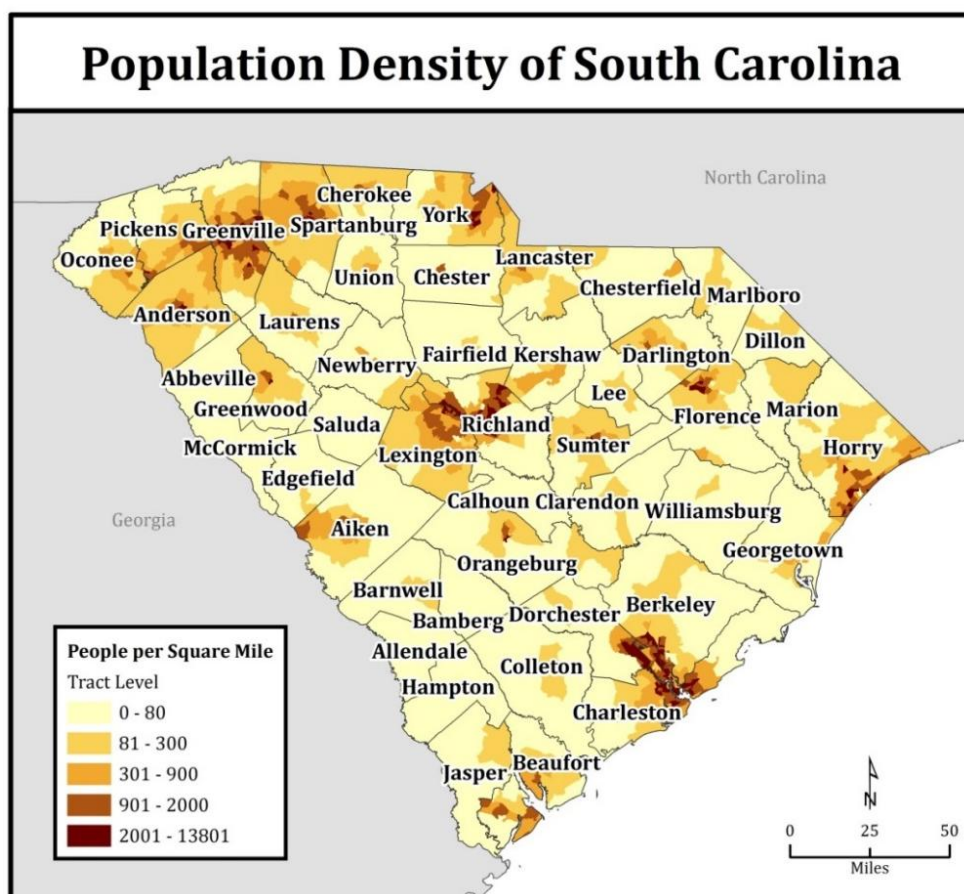 Population Density of South Carolina
North Carolina
Cherokee
York
Pickens Greenville Spartanburg
Oconee
Union
Chester
Lancaster
Chesterfield
Marlboro
Anderson
Laurens
Dillon
Newberry
Fairfield Kershaw
Darlington
Abbeville
Lee
Marion
Greenwood
Saluda
Richland
Florence
McCormick
Lexington
Sumter
Horry
Edgefield
Calhoun Clarendon
Williamsburg
Georgia
Aiken
Georgetown
Orangeburg
Barnwell
Dorchester
Berkeley
Bamberg
Allendale
Colleton
Hampton
Charleston
Jasper
Beaufort
People per Square Mile
Tract Level
0 - 80
81 - 300
301 - 900
901 - 2000
2001 - 13801
N
0 25 50
Miles